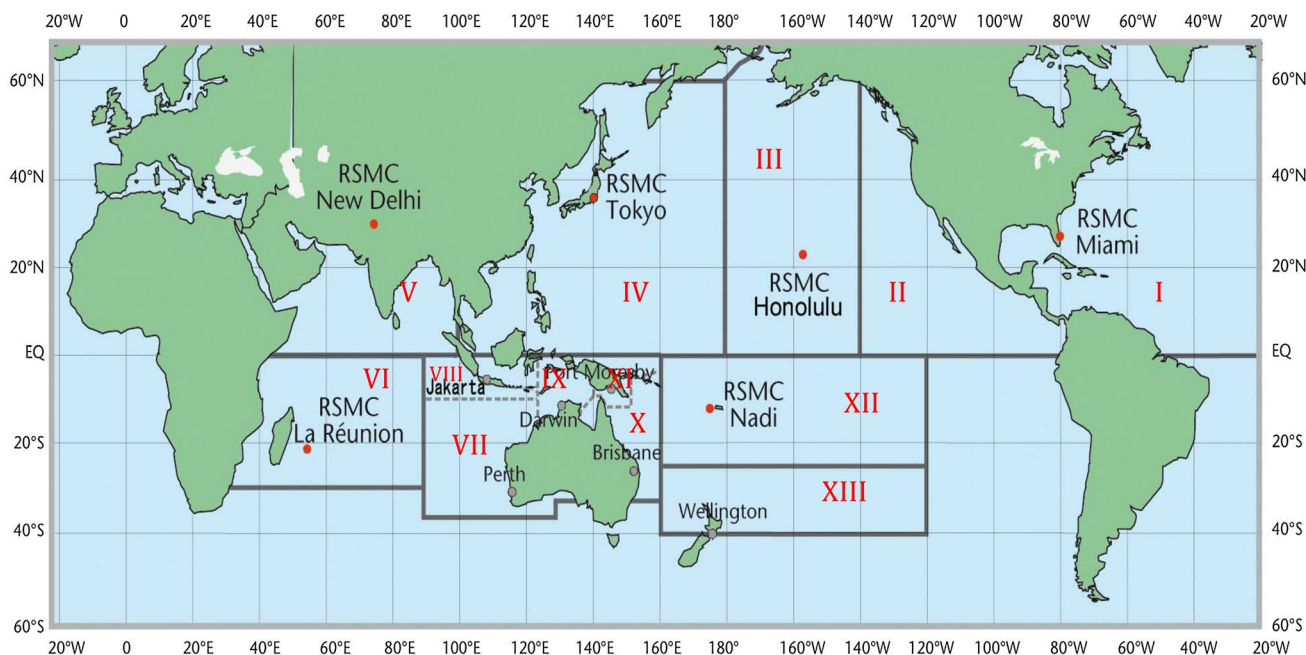 20°W 0 20°E 40°E 60°E 80°E 100°E 120°E 140°E 160°E 180 160°W 140°W 120°W 100°W 80°W 60°W 40°W 20°W
60°N 60°N
III
40°N 40°N
RSMC
New Delhi
RSMC
Tokyo
RSMC
Miami
20°N 20°N
RSMC
Honolulu
V IV II I
EQ EQ
VI VIII IX Port Moresby XI
Jakarta
RSMC
Nadi
XII
RSMC
La Réunion
Darwin X
20°S VII 20°S
Brisbane
Perth
XIII
Wellington
40°S 40°S
60°S 60°S
20°W 0 20°E 40°E 60°E 80°E 100°E 120°E 140°E 160°E 180 160°W 140°W 120°W 100°W 80°W 60°W 40°W 20°W